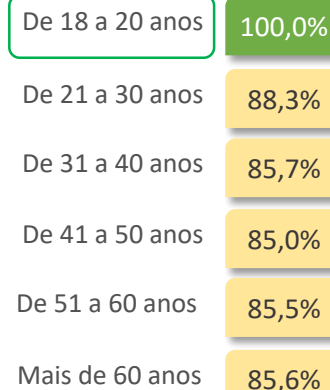 De 18 a 20 anos 100,0%
De 21 a 30 anos 88,3%
De 31 a 40 anos 85,7%
De 41 a 50 anos 85,0%
De 51 a 60 anos 85,5%
Mais de 60 anos 85,6%